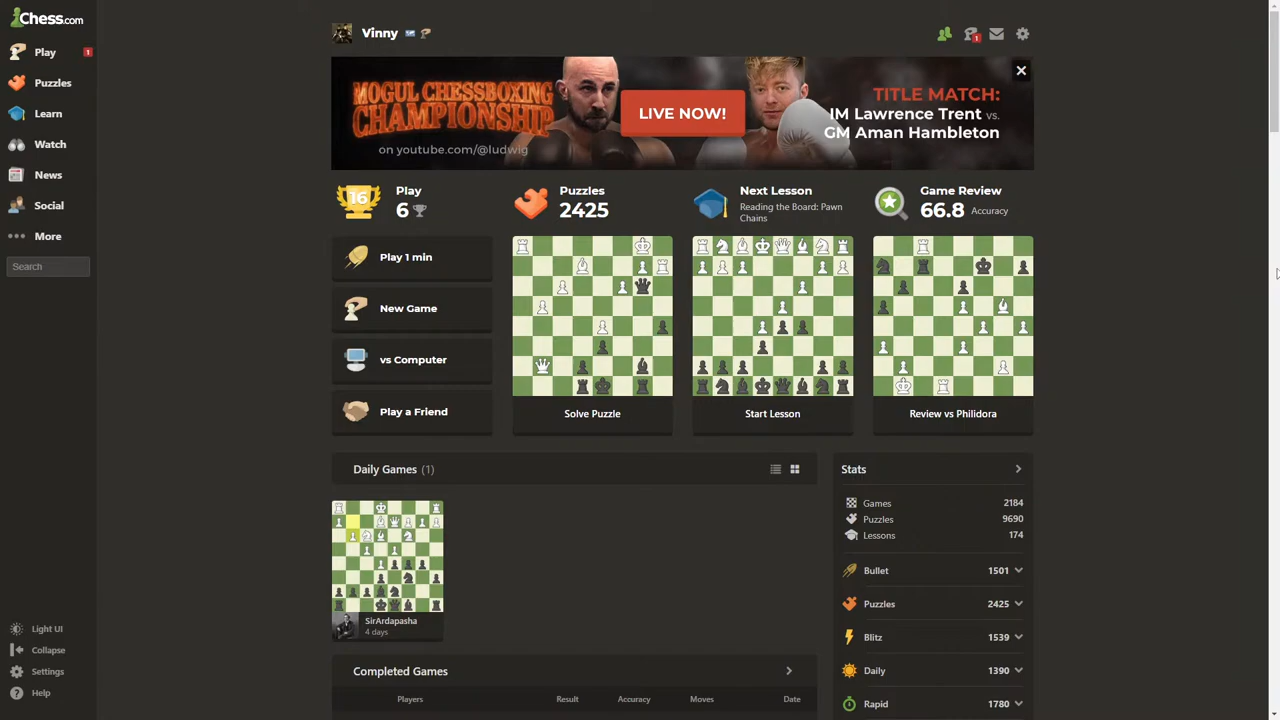 Chess.com
Play 1
Puzzles
Learn
Watch
News
Social
More
Search
Light UI
Collapse
Settings
Help
Vinny
1
MOGUL CHESSBOXING
CHAMPIONSHIP
on youtube.com/@ludwig
LIVE NOW!
TITLE MATCH:
IM Lawrence Trent vs.
GM Aman Hambleton
16
Play
6
Puzzles
2425
Next Lesson
Reading the Board: Pawn
Chains
Game Review
66.8 Accuracy
Play 1 min
New Game
vs Computer
Play a Friend
Solve Puzzle
Start Lesson
Review vs Philidora
Daily Games (1)
SirArdapasha
4 days
Completed Games
Players Result Accuracy Moves Date
Stats
Games 2184
Puzzles 9690
Lessons 174
Bullet 1501
Puzzles 2425
Blitz 1539
Daily 1390
Rapid 1780